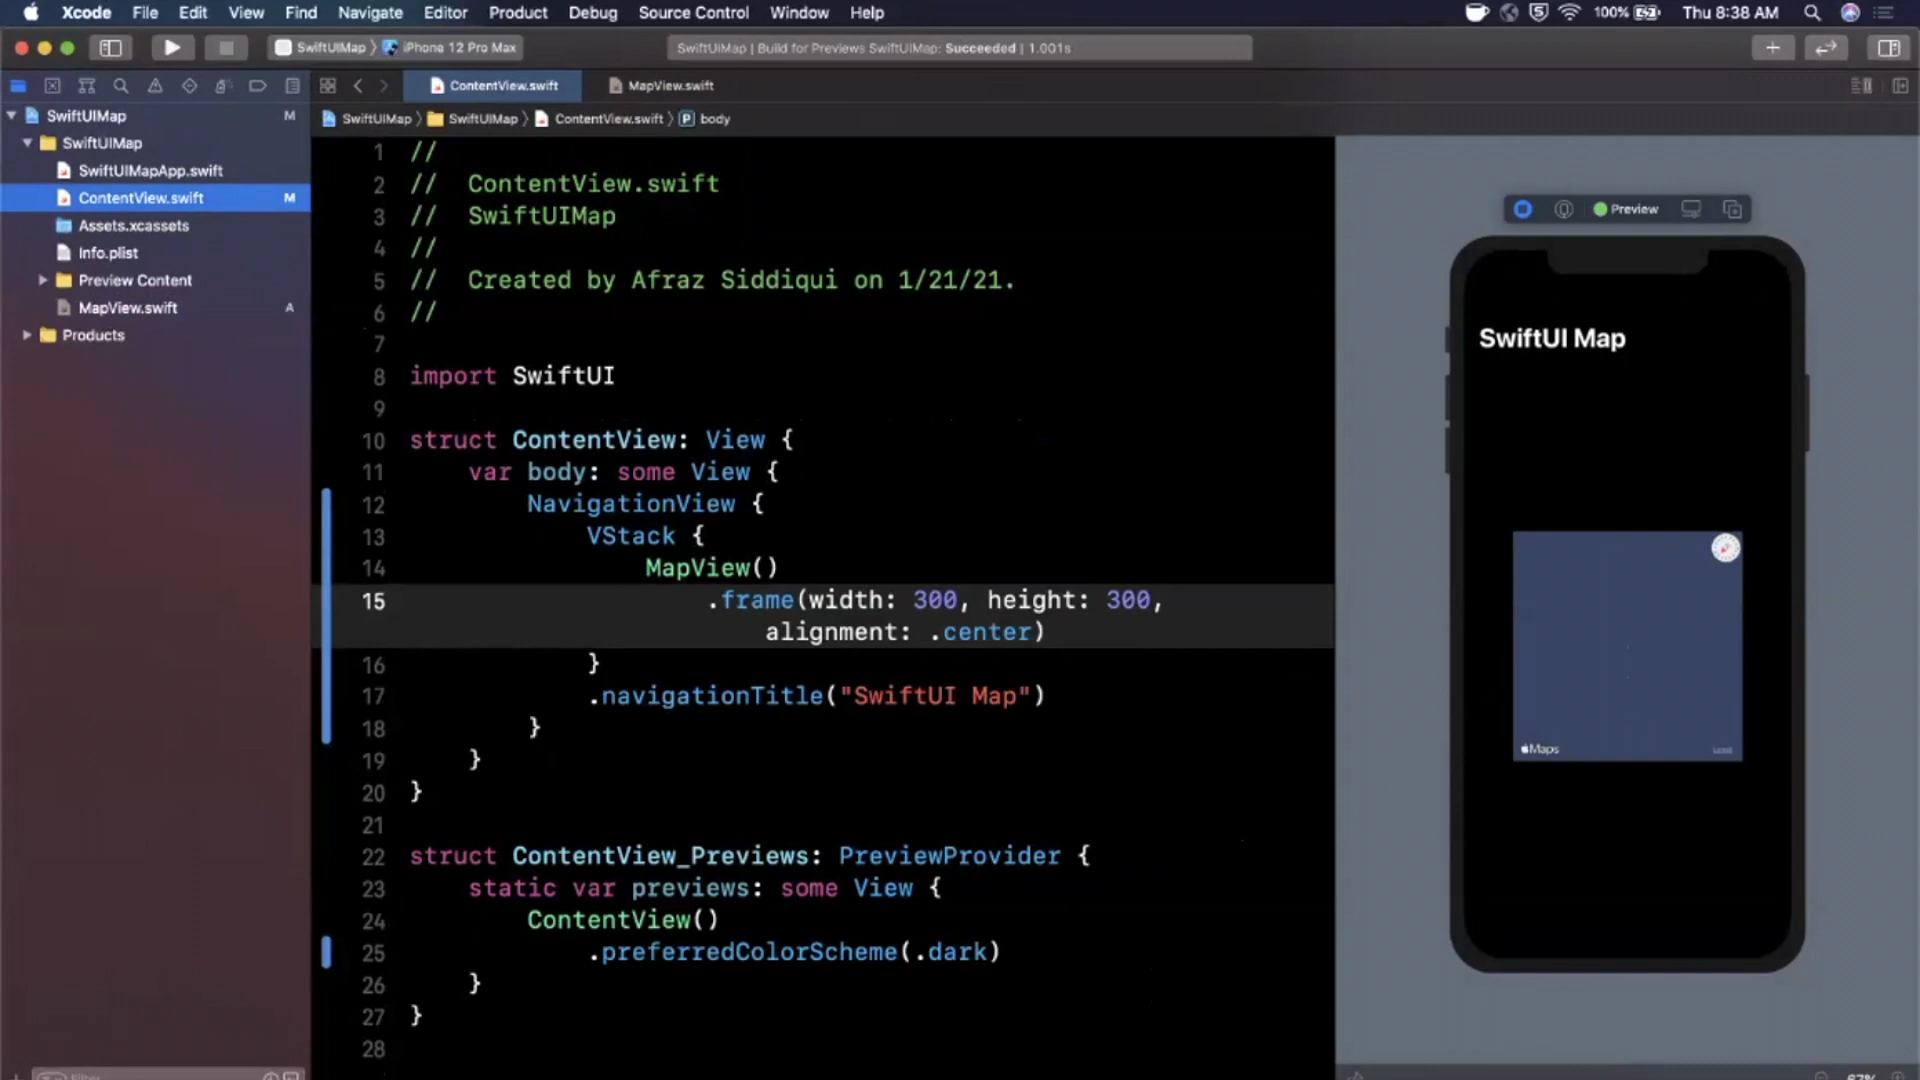 Xcode File Edit View Find Navigate Editor Product Debug Source Control Window Help 100% Thu 8:38 AM
SwiftUIMap 〉 iPhone 12 Pro Max
SwiftUIMap | Build for Previews SwiftUIMap: Succeeded | 1.001s
ContentView.swift
MapView.swift
SwiftUIMap M
SwiftUIMap 〉 SwiftUIMap 〉 ContentView.swift 〉 P body
SwiftUIMap
SwiftUIMapApp.swift
ContentView.swift M
Assets.xcassets
Info.plist
Preview Content
MapView.swift A
Products
1 //
2 // ContentView.swift
3 // SwiftUIMap
4 //
5 // Created by Afraz Siddiqui on 1/21/21.
6 //
7
8 import SwiftUI
9
10 struct ContentView: View {
11 var body: some View {
12 NavigationView {
13 VStack {
14 MapView()
15 .frame(width: 300, height: 300,
alignment: .center)
16 }
17 .navigationTitle("SwiftUI Map")
18 }
19 }
20 }
21
22 struct ContentView_Previews: PreviewProvider {
23 static var previews: some View {
24 ContentView()
25 .preferredColorScheme(.dark)
26 }
27 }
28
Preview
SwiftUI Map
Maps
Legal
Filter
67%